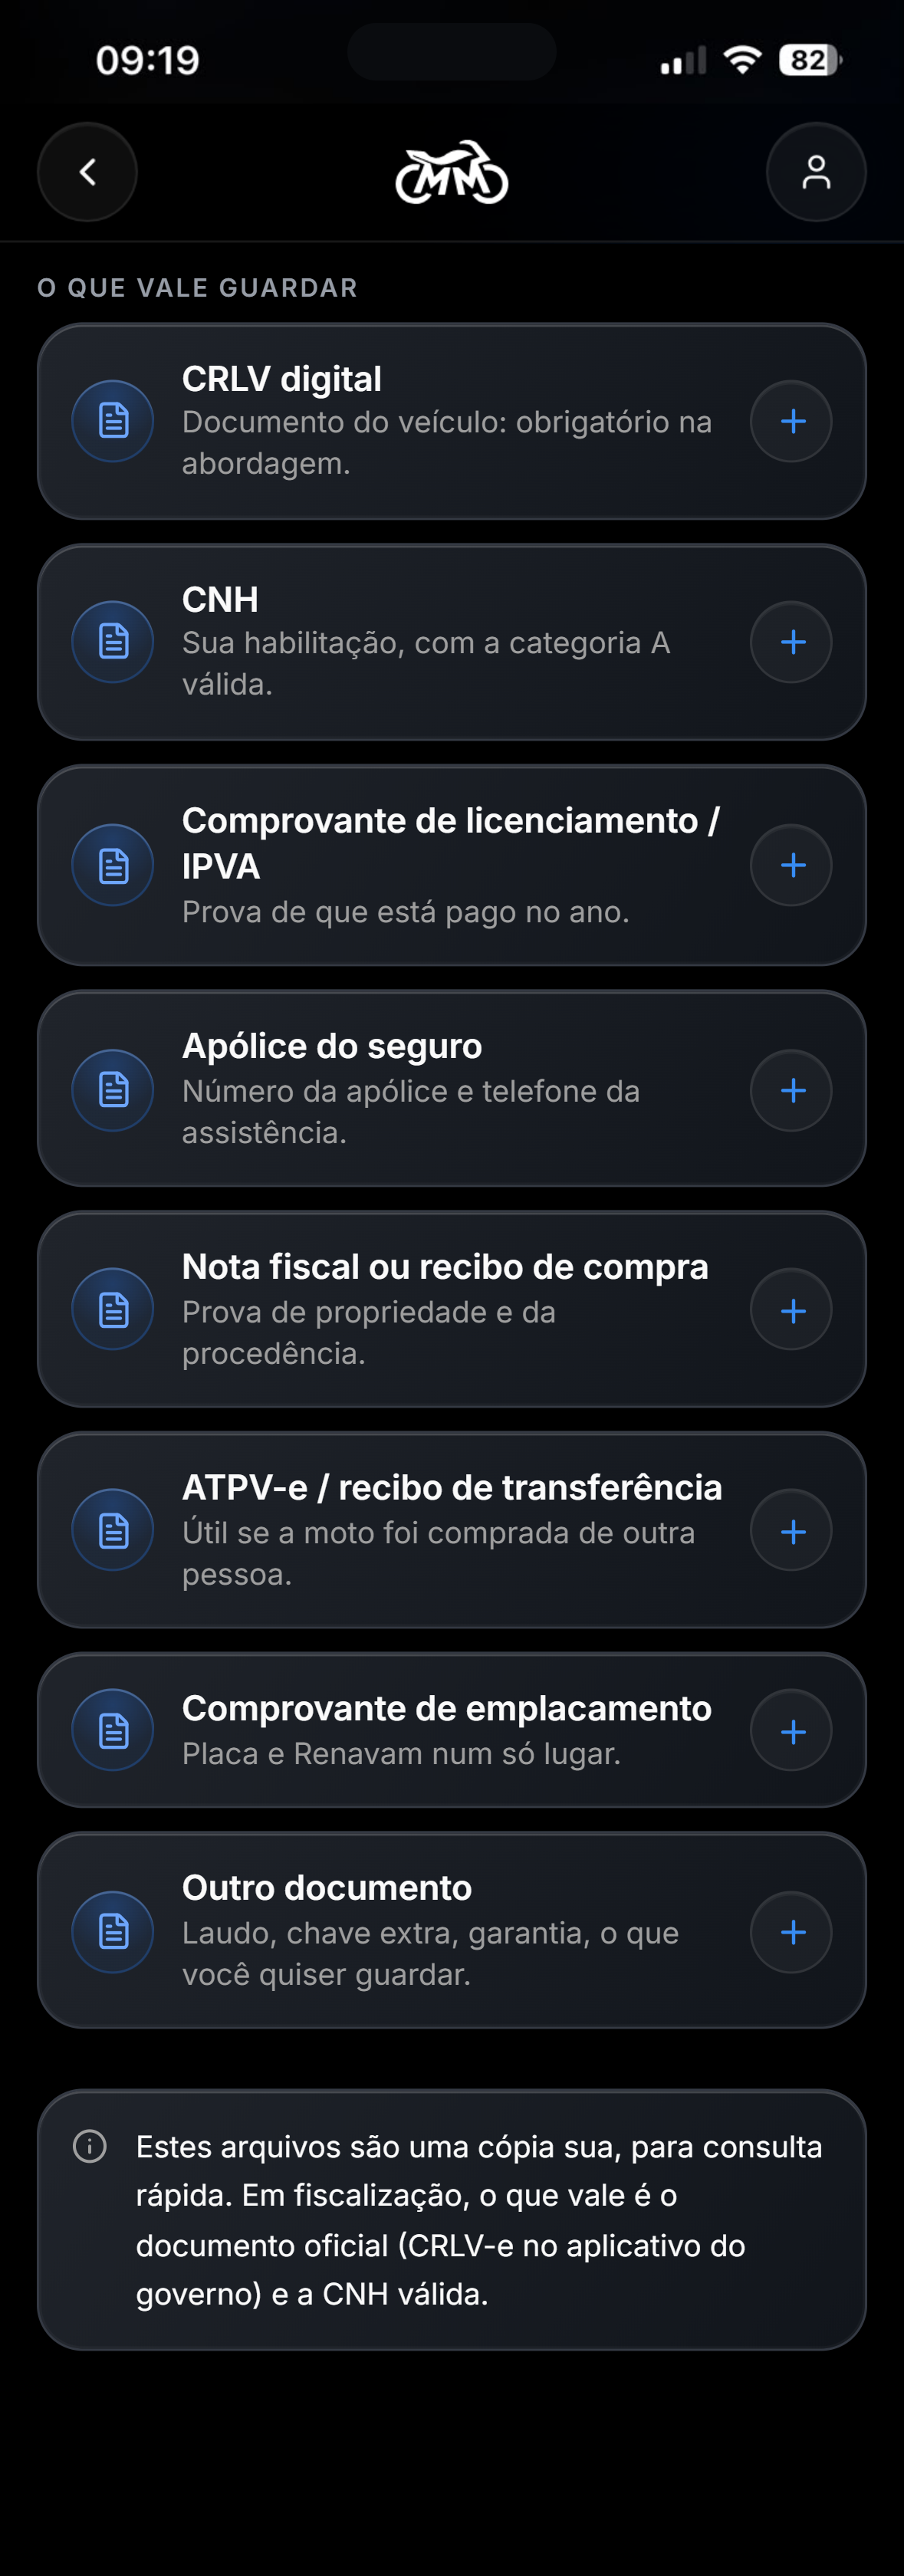 09:19
82
MM
O QUE VALE GUARDAR
CRLV digital
Documento do veículo: obrigatório na
abordagem.
CNH
Sua habilitação, com a categoria A
válida.
Comprovante de licenciamento /
IPVA
Prova de que está pago no ano.
Apólice do seguro
Número da apólice e telefone da
assistência.
Nota fiscal ou recibo de compra
Prova de propriedade e da
procedência.
ATPV-e / recibo de transferência
Útil se a moto foi comprada de outra
pessoa.
Comprovante de emplacamento
Placa e Renavam num só lugar.
Outro documento
Laudo, chave extra, garantia, o que
você quiser guardar.
Estes arquivos são uma cópia sua, para consulta
rápida. Em fiscalização, o que vale é o
documento oficial (CRLV-e no aplicativo do
governo) e a CNH válida.